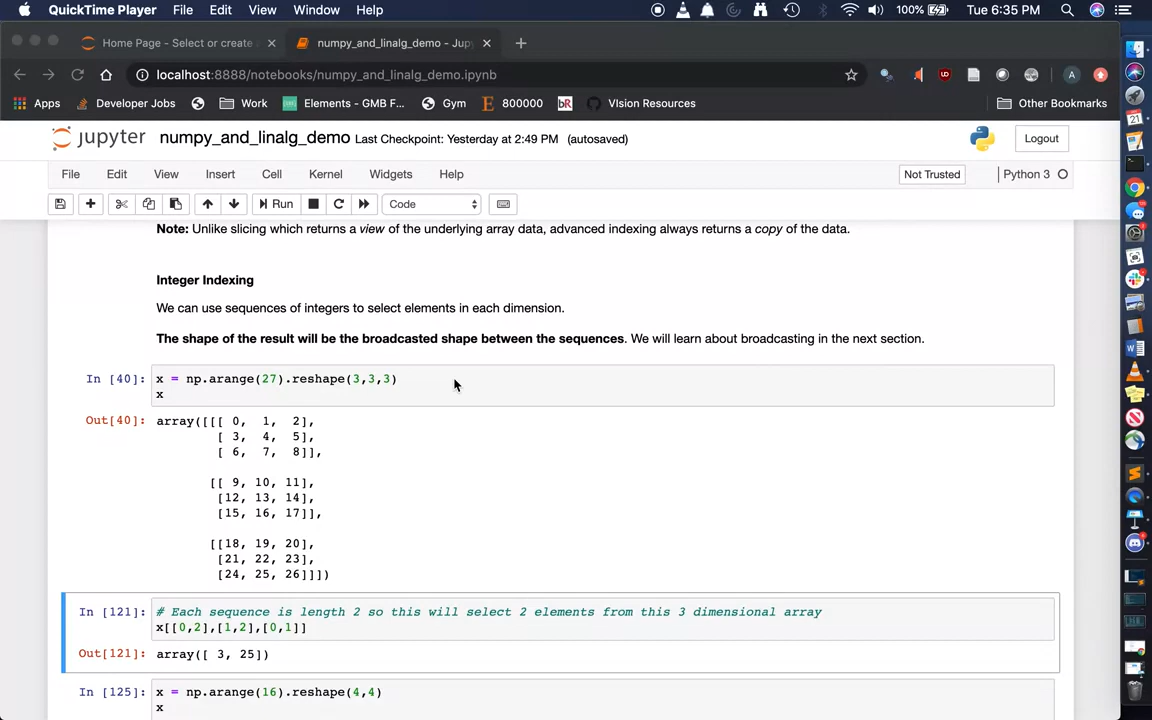 QuickTime Player File Edit View Window Help 100% Tue 6:35 PM
Home Page - Select or create numpy_and_linalg_demo - Jupy
localhost:8888/notebooks/numpy_and_linalg_demo.ipynb
Apps Developer Jobs Work Elements - GMB F... Gym 800000 bR VIsion Resources Other Bookmarks
jupyter numpy_and_linalg_demo Last Checkpoint: Yesterday at 2:49 PM (autosaved) Logout
File Edit View Insert Cell Kernel Widgets Help Not Trusted Python 3
Run Code
Note: Unlike slicing which returns a view of the underlying array data, advanced indexing always returns a copy of the data.
Integer Indexing
We can use sequences of integers to select elements in each dimension.
The shape of the result will be the broadcasted shape between the sequences. We will learn about broadcasting in the next section.
In [40]: x = np.arange(27).reshape(3,3,3)
x
Out[40]: array([[[ 0, 1, 2],
[ 3, 4, 5],
[ 6, 7, 8]],
[[ 9, 10, 11],
[12, 13, 14],
[15, 16, 17]],
[[18, 19, 20],
[21, 22, 23],
[24, 25, 26]]])
In [121]: # Each sequence is length 2 so this will select 2 elements from this 3 dimensional array
x[[0,2],[1,2],[0,1]]
Out[121]: array([ 3, 25])
In [125]: x = np.arange(16).reshape(4,4)
x